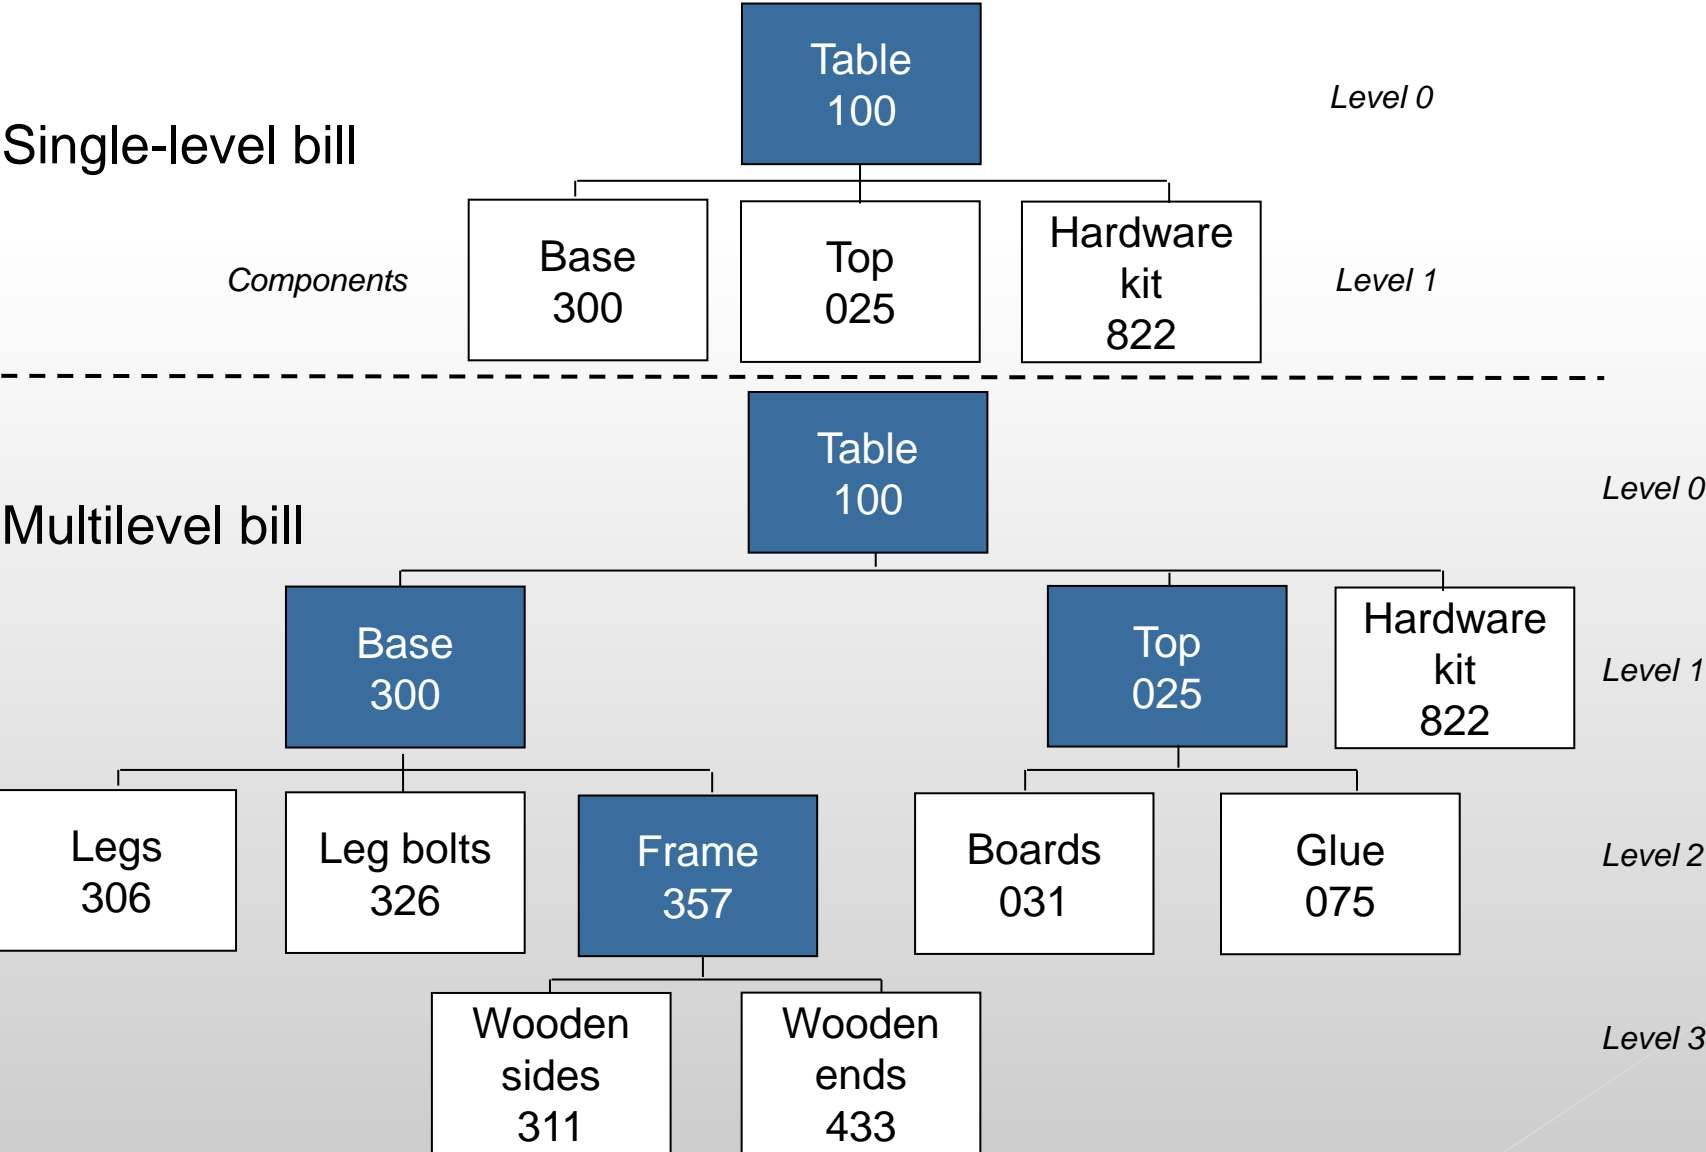 Table
100
Level 0
Single-level bill
Components
Base
300
Top
025
Hardware
kit
822
Level 1
Table
100
Level 0
Multilevel bill
Base
300
Top
025
Hardware
kit
822
Level 1
Legs
306
Leg bolts
326
Frame
357
Boards
031
Glue
075
Level 2
Wooden
sides
311
Wooden
ends
433
Level 3